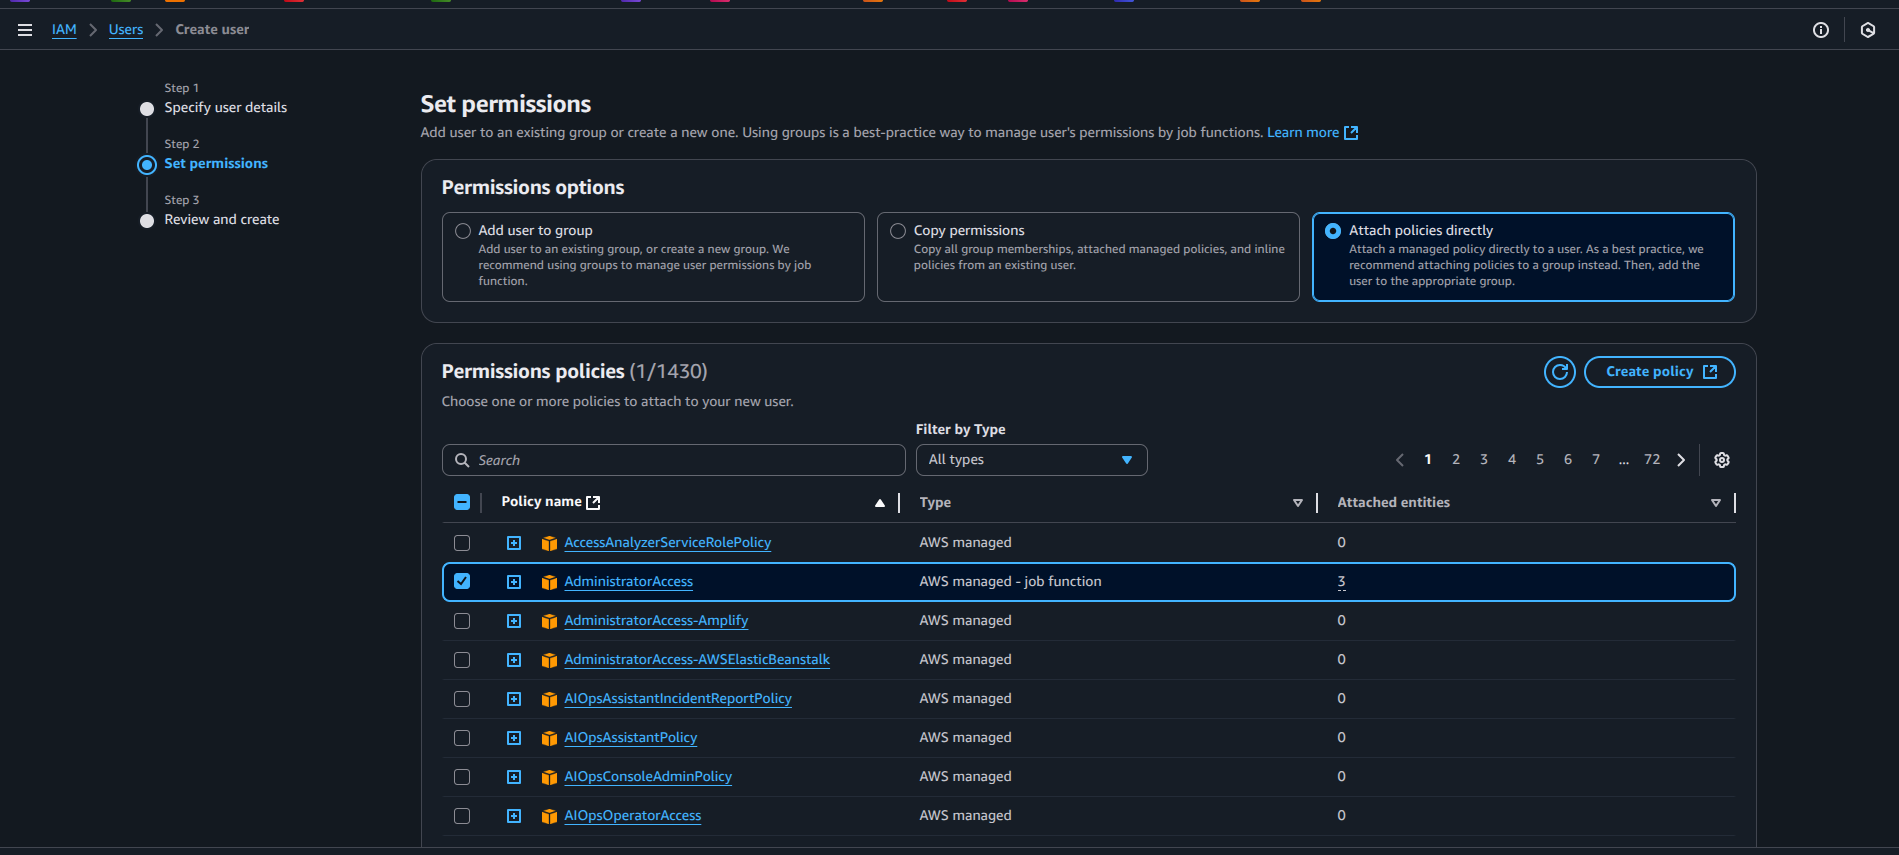 IAM
Users
Create user
Step 1
Specify user details
Step 2
Set permissions
Step 3
Review and create
Set permissions
Add user to an existing group or create a new one. Using groups is a best-practice way to manage user's permissions by job functions. Learn more
Permissions options
Add user to group
Add user to an existing group, or create a new group. We
recommend using groups to manage user permissions by job
function.
Copy permissions
Copy all group memberships, attached managed policies, and inline
policies from an existing user.
Attach policies directly
Attach a managed policy directly to a user. As a best practice, we
recommend attaching policies to a group instead. Then, add the
user to the appropriate group.
Permissions policies (1/1430)
Create policy
Choose one or more policies to attach to your new user.
Filter by Type
Search
All types
1 2 3 4 5 6 7 ... 72
Policy name Type Attached entities
AccessAnalyzerServiceRolePolicy AWS managed 0
AdministratorAccess AWS managed - job function 3
AdministratorAccess-Amplify AWS managed 0
AdministratorAccess-AWSElasticBeanstalk AWS managed 0
AIOpsAssistantIncidentReportPolicy AWS managed 0
AIOpsAssistantPolicy AWS managed 0
AIOpsConsoleAdminPolicy AWS managed 0
AIOpsOperatorAccess AWS managed 0